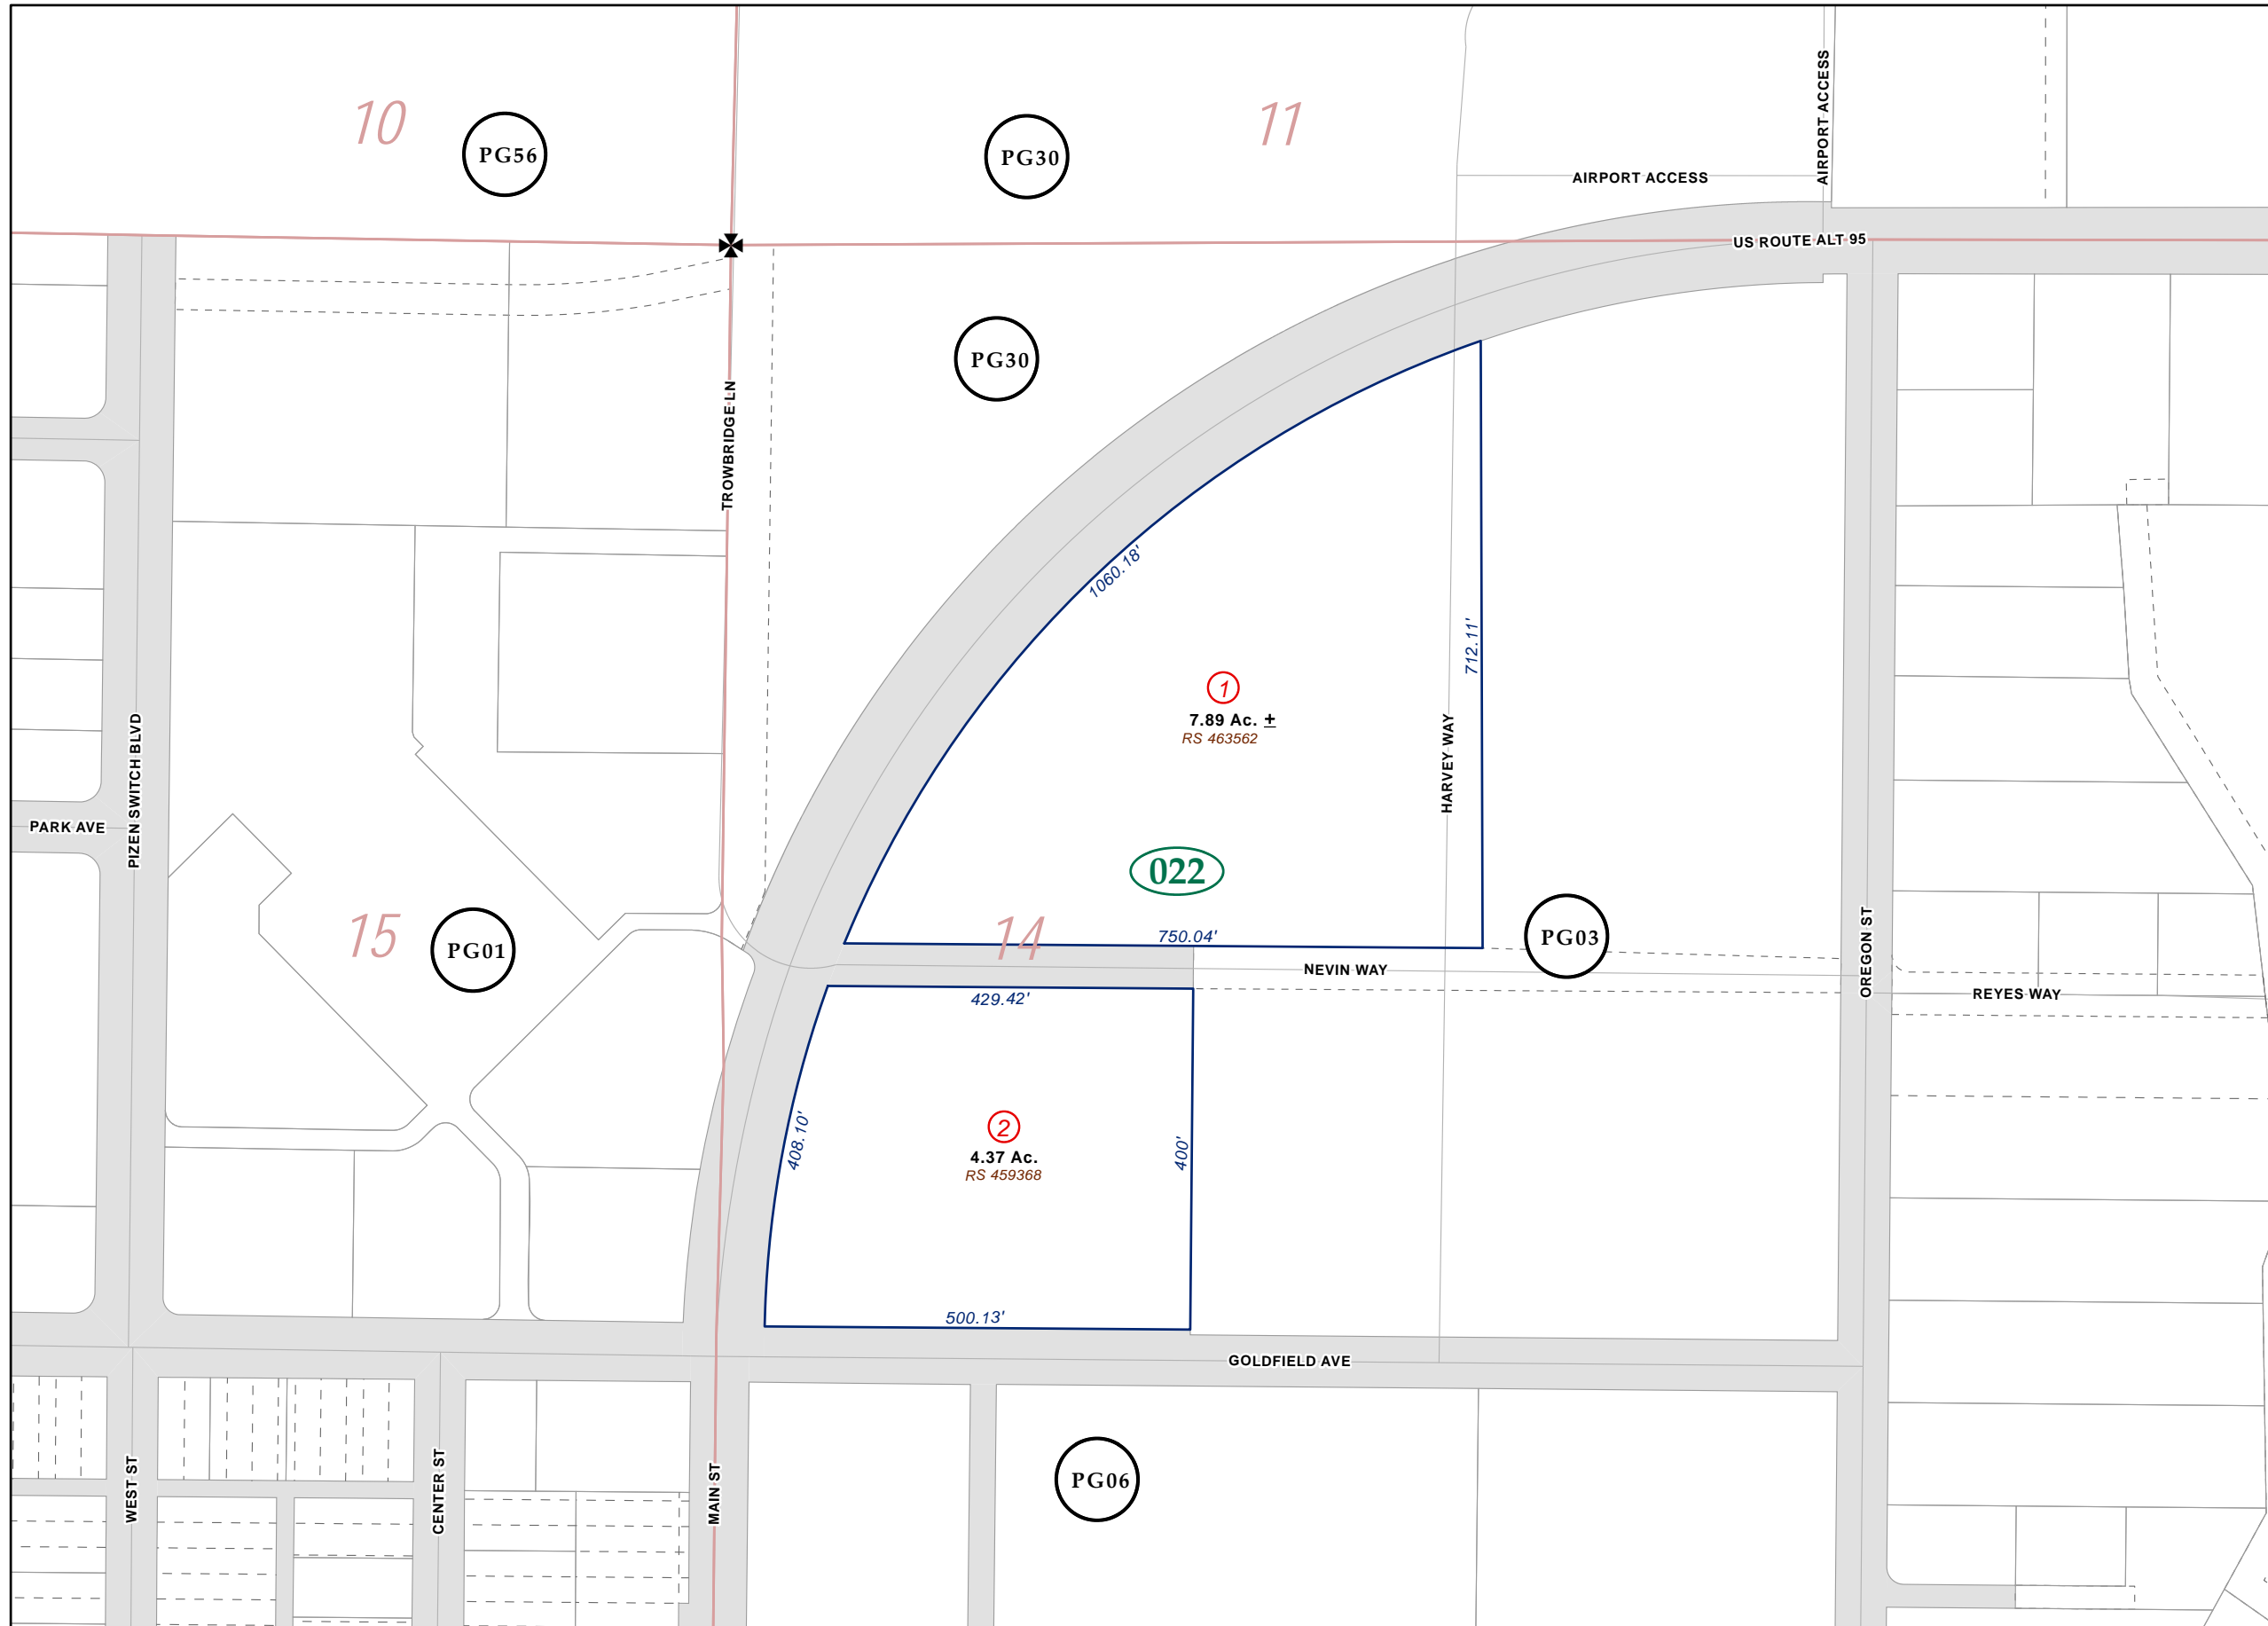 10
PG56
PG30
11
AIRPORT ACCESS
AIRPORT ACCESS
US ROUTE ALT 95
PG30
TROWBRIDGE LN
1060.18'
712.11'
1
7.89 Ac. ±
RS 463562
HARVEY WAY
PIZEN SWITCH BLVD
PARK AVE
022
15
PG01
14
750.04'
PG03
OREGON ST
NEVIN WAY
REYES WAY
429.42'
408.10'
2
4.37 Ac.
RS 459368
400'
500.13'
GOLDFIELD AVE
WEST ST
CENTER ST
MAIN ST
PG06